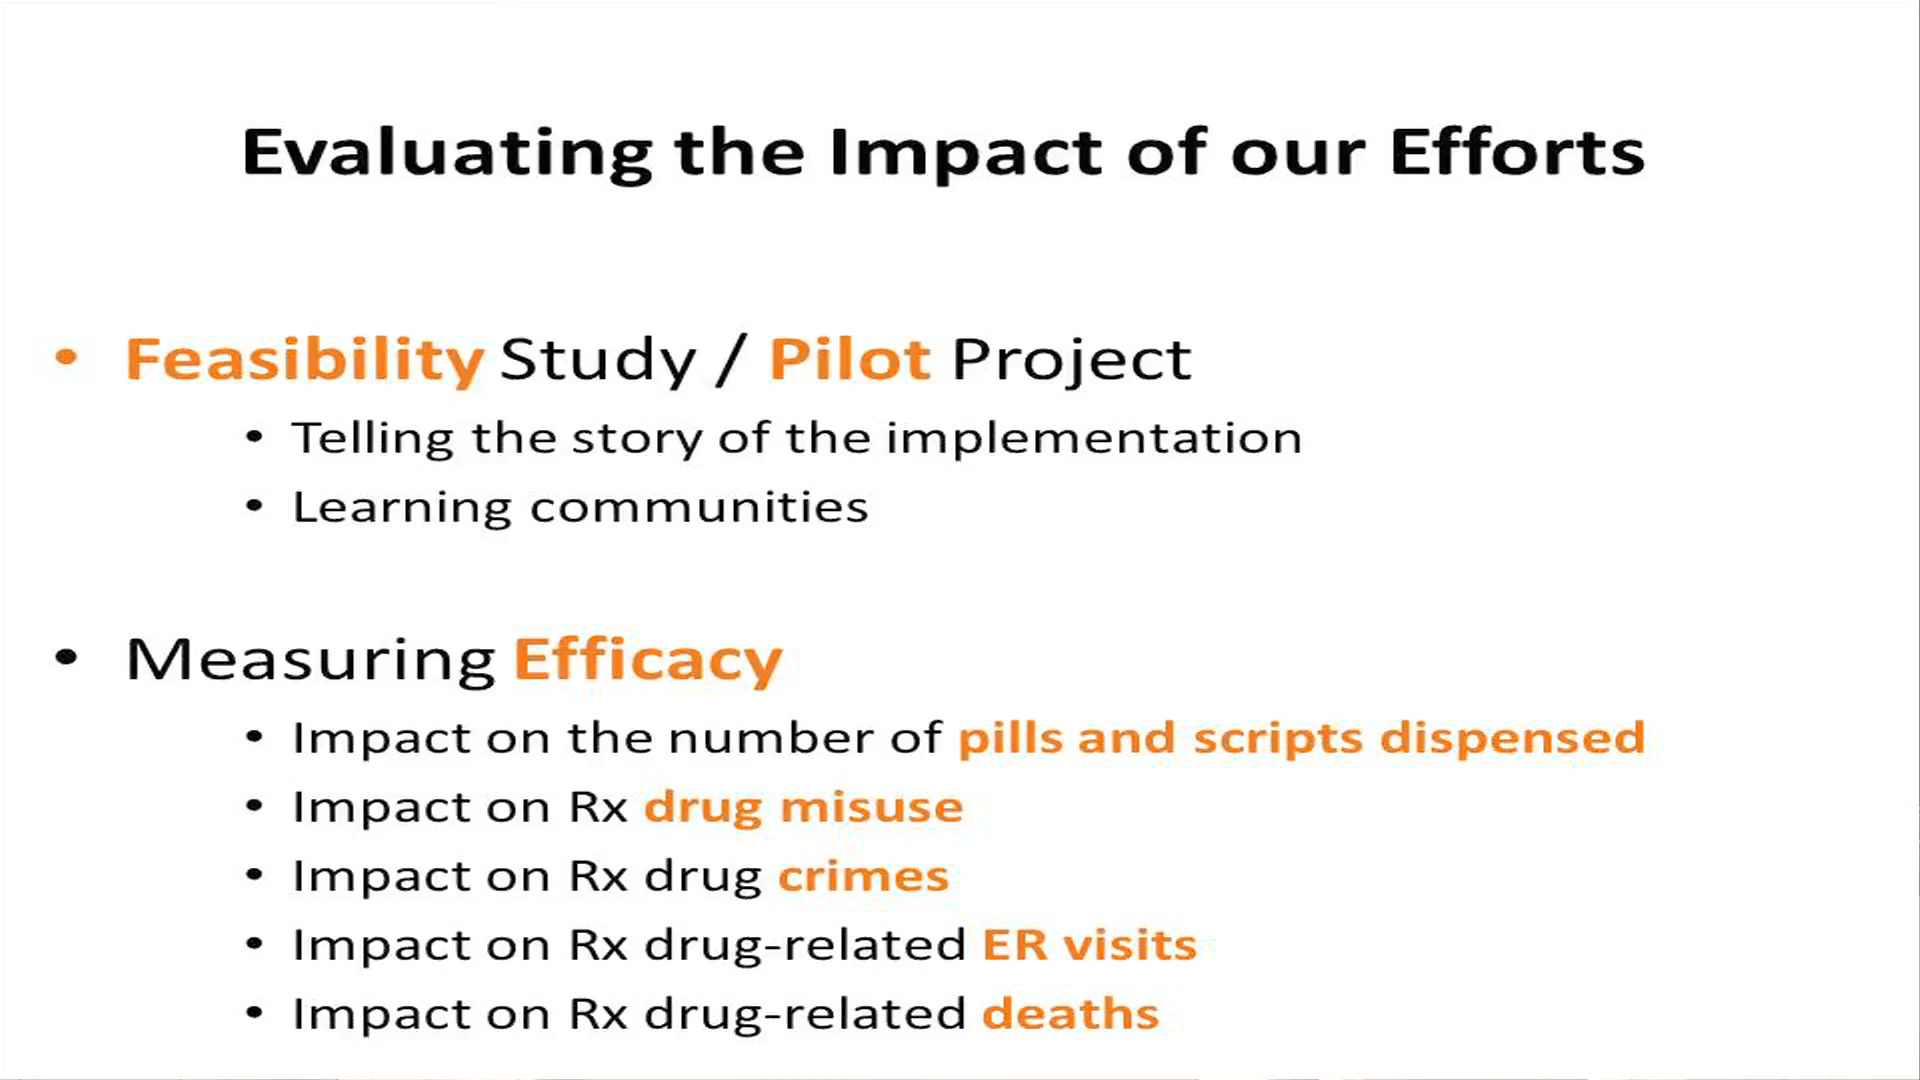 Evaluating the Impact of our Efforts
• Feasibility Study / Pilot Project
• Telling the story of the implementation
• Learning communities
• Measuring Efficacy
• Impact on the number of pills and scripts dispensed
• Impact on Rx drug misuse
• Impact on Rx drug crimes
• Impact on Rx drug-related ER visits
• Impact on Rx drug-related deaths